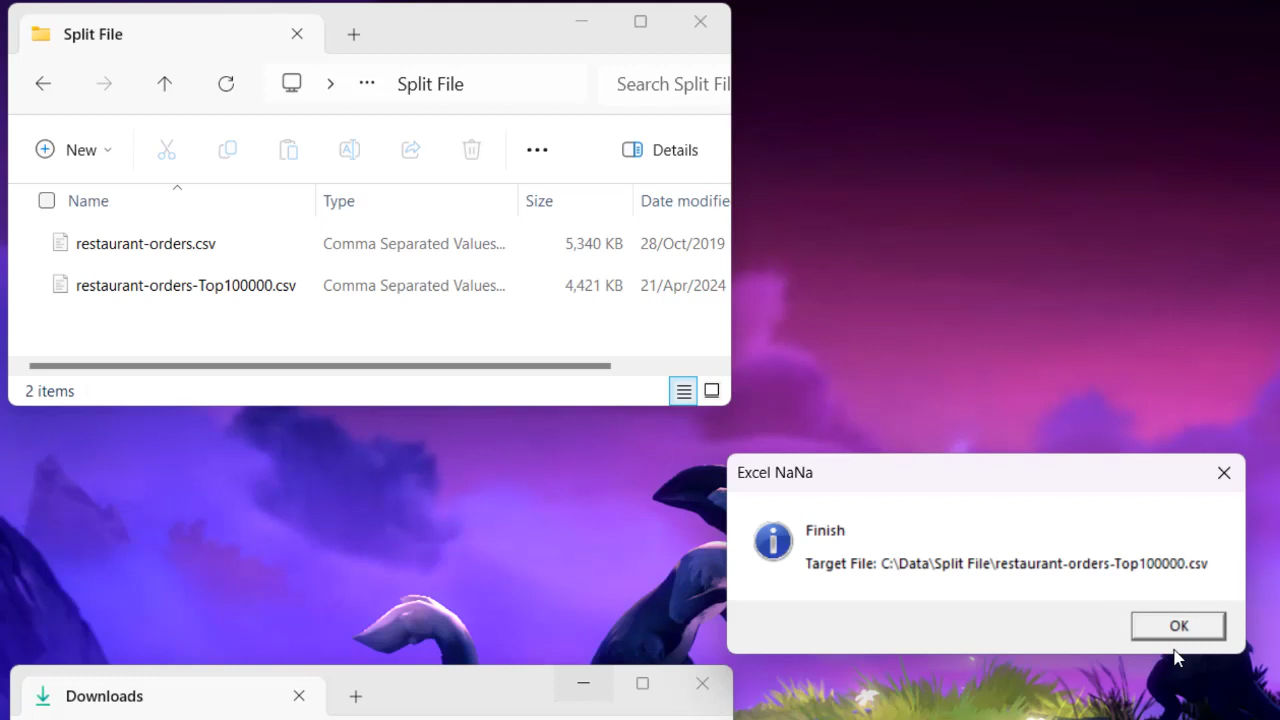 Split File
Split File
Search Split Fil
New
Details
Name Type Size Date modifie
restaurant-orders.csv Comma Separated Values... 5,340 KB 28/Oct/2019
restaurant-orders-Top100000.csv Comma Separated Values... 4,421 KB 21/Apr/2024
2 items
Excel NaNa
Finish
Target File: C:\Data\Split File\restaurant-orders-Top100000.csv
OK
Downloads